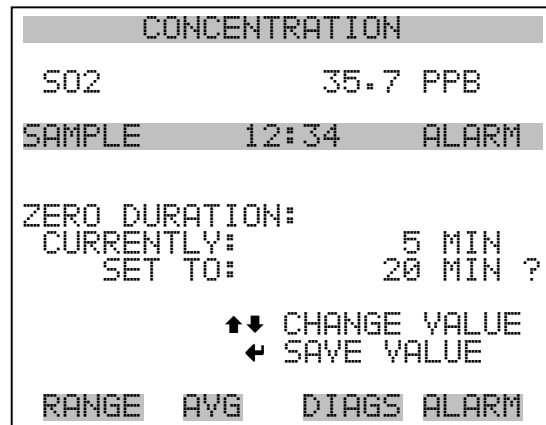 CONCENTRATION
SO2 35.7 PPB
SAMPLE 12:34 ALARM
ZERO DURATION:
CURRENTLY: 5 MIN
SET TO: 20 MIN ?
⬆⬇ CHANGE VALUE
↵ SAVE VALUE
RANGE AVG DIAGS ALARM